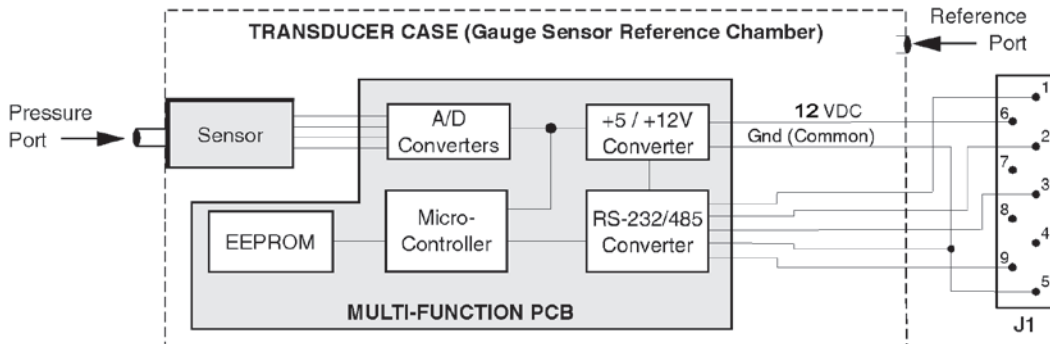 TRANSDUCER CASE (Gauge Sensor Reference Chamber)
Reference
Port
Pressure
Port
Sensor
A/D
Converters
+5 / +12V
Converter
12 VDC
Gnd (Common)
EEPROM
Micro-
Controller
RS-232/485
Converter
MULTI-FUNCTION PCB
1
6
2
7
3
8
4
9
5
J1